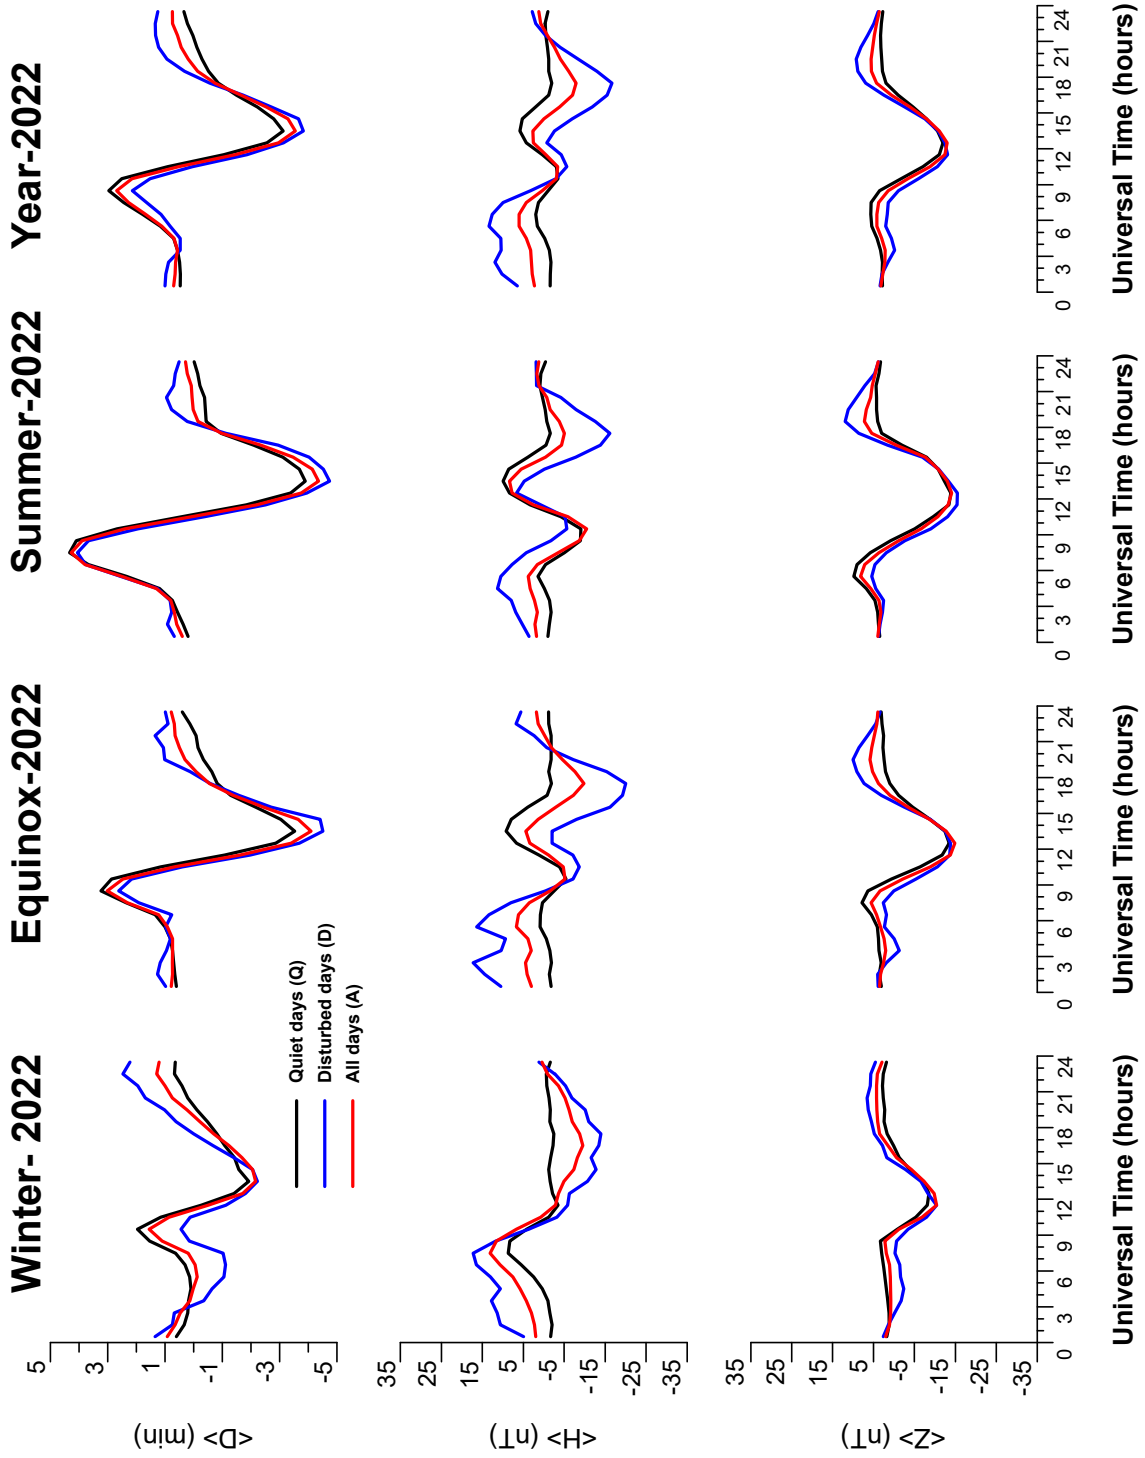 Winter- 2022
Equinox-2022
Summer-2022
Year-2022
<D> (min)
5
3
1
-1
-3
-5
Quiet days (Q)
Disturbed days (D)
All days (A)
<H> (nT)
35
25
15
5
-5
-15
-25
-35
<Z> (nT)
35
25
15
5
-5
-15
-25
-35
0 3 6 9 12 15 18 21 24
0 3 6 9 12 15 18 21 24
0 3 6 9 12 15 18 21 24
0 3 6 9 12 15 18 21 24
Universal Time (hours)
Universal Time (hours)
Universal Time (hours)
Universal Time (hours)